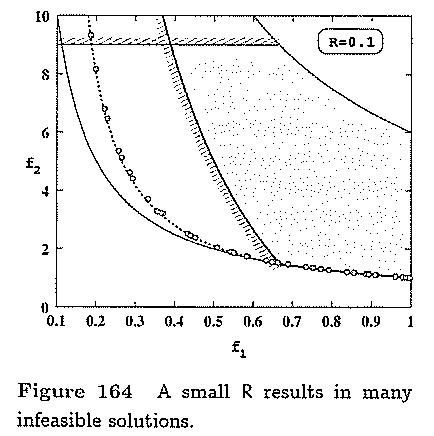 10
R=0.1
8
6
f2
4
2
0
0.1 0.2 0.3 0.4 0.5 0.6 0.7 0.8 0.9 1
f1
Figure 164 A small R results in many
infeasible solutions.